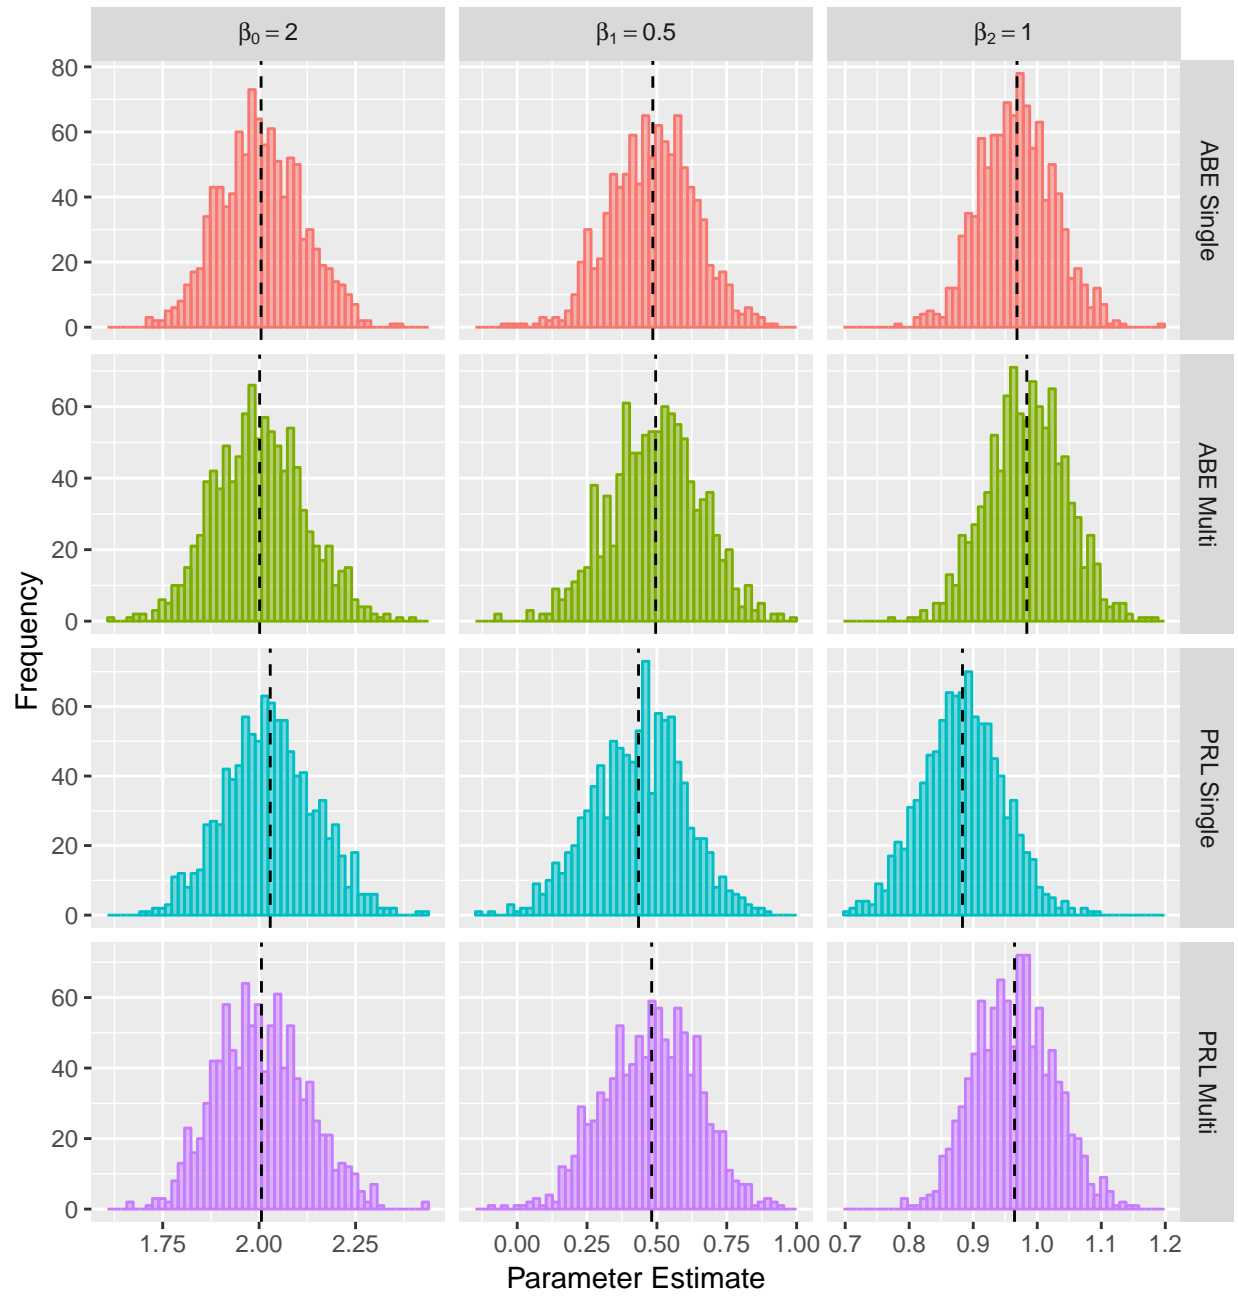 β₀ = 2 β₁ = 0.5 β₂ = 1
80
60
40
20
0
ABE Single
60
40
20
0
ABE Multi
Frequency
60
40
20
0
PRL Single
60
40
20
0
PRL Multi
1.75 2.00 2.25 0.00 0.25 0.50 0.75 1.00 0.7 0.8 0.9 1.0 1.1 1.2
Parameter Estimate